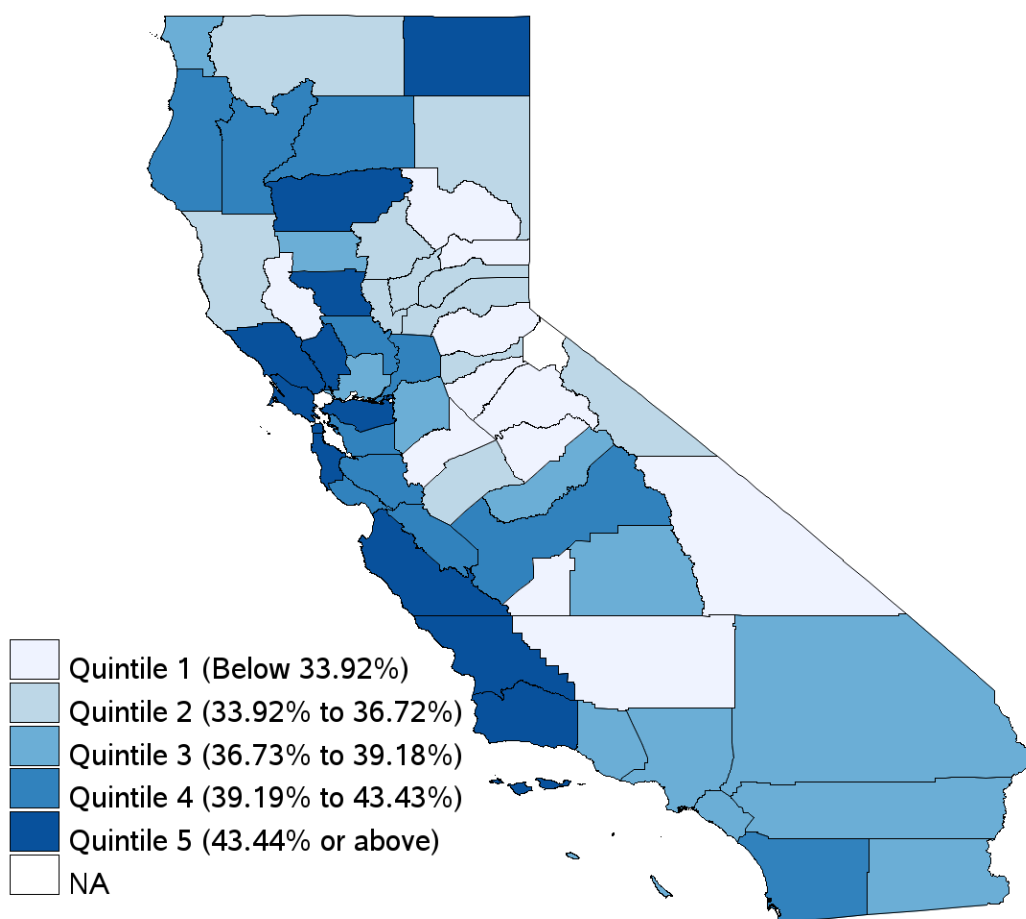 Quintile 1 (Below 33.92%)
Quintile 2 (33.92% to 36.72%)
Quintile 3 (36.73% to 39.18%)
Quintile 4 (39.19% to 43.43%)
Quintile 5 (43.44% or above)
NA